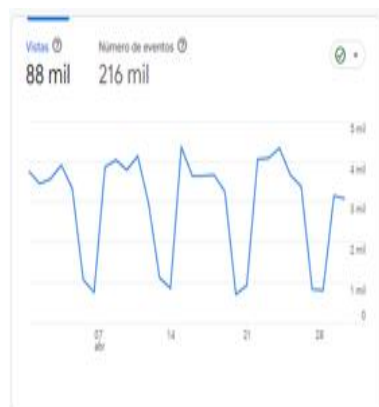 Vistas Número de eventos
88 mil 216 mil
5 mil
4 mil
3 mil
2 mil
1 mil
0
07 14 21 28
abr